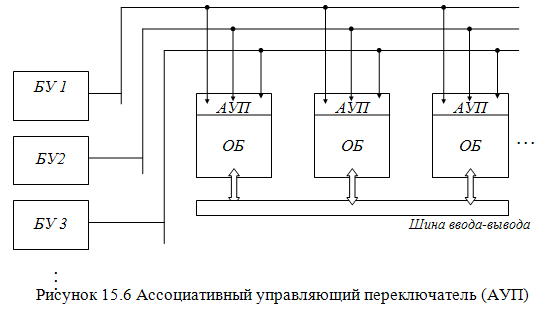 БУ 1
АУП АУП АУП
БУ2
ОБ ОБ ОБ ...
БУ 3
Шина ввода-вывода
...
Рисунок 15.6 Ассоциативный управляющий переключатель (АУП)